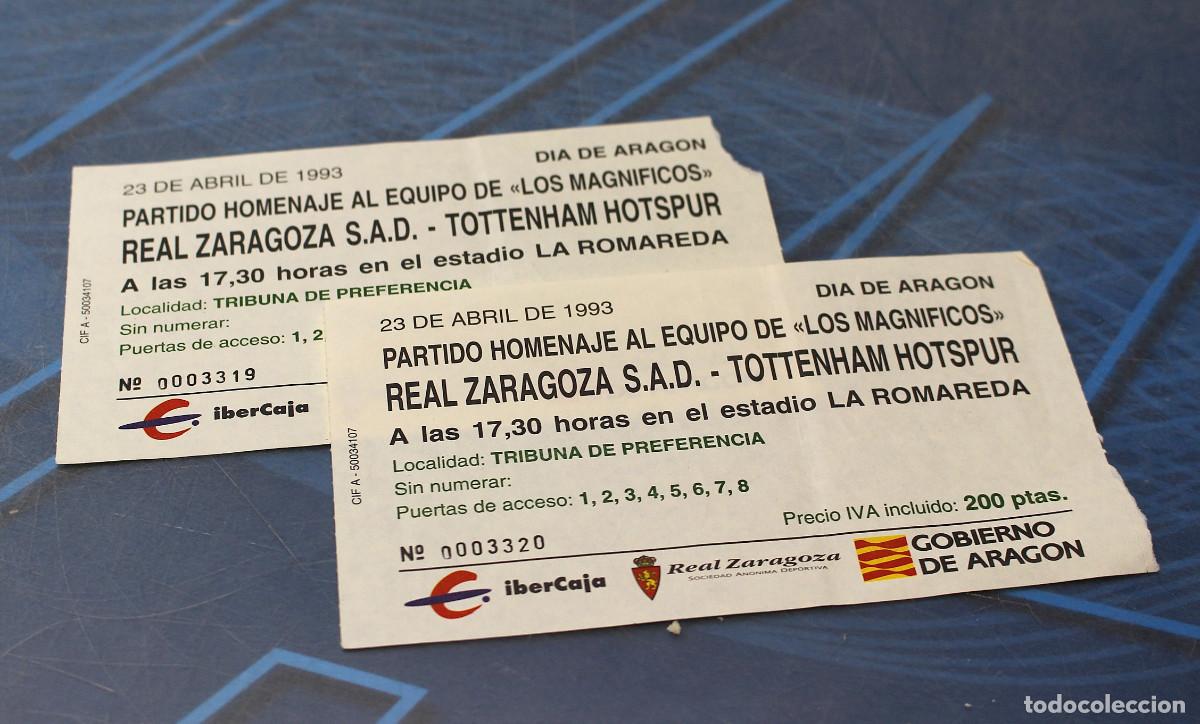 DIA DE ARAGON
23 DE ABRIL DE 1993
PARTIDO HOMENAJE AL EQUIPO DE «LOS MAGNIFICOS»
REAL ZARAGOZA S.A.D. - TOTTENHAM HOTSPUR
A las 17,30 horas en el estadio LA ROMAREDA
Localidad: TRIBUNA DE PREFERENCIA
Sin numerar:
Puertas de acceso: 1, 2
Nº 0003319
iberCaja
CIF A - 50034107
DIA DE ARAGON
23 DE ABRIL DE 1993
PARTIDO HOMENAJE AL EQUIPO DE «LOS MAGNIFICOS»
REAL ZARAGOZA S.A.D. - TOTTENHAM HOTSPUR
A las 17,30 horas en el estadio LA ROMAREDA
Localidad: TRIBUNA DE PREFERENCIA
Sin numerar:
Puertas de acceso: 1, 2, 3, 4, 5, 6, 7, 8
Precio IVA incluido: 200 ptas.
Nº 0003320
iberCaja
Real Zaragoza
SOCIEDAD ANONIMA DEPORTIVA
GOBIERNO
DE ARAGON
CIF A - 50034107
todocoleccion